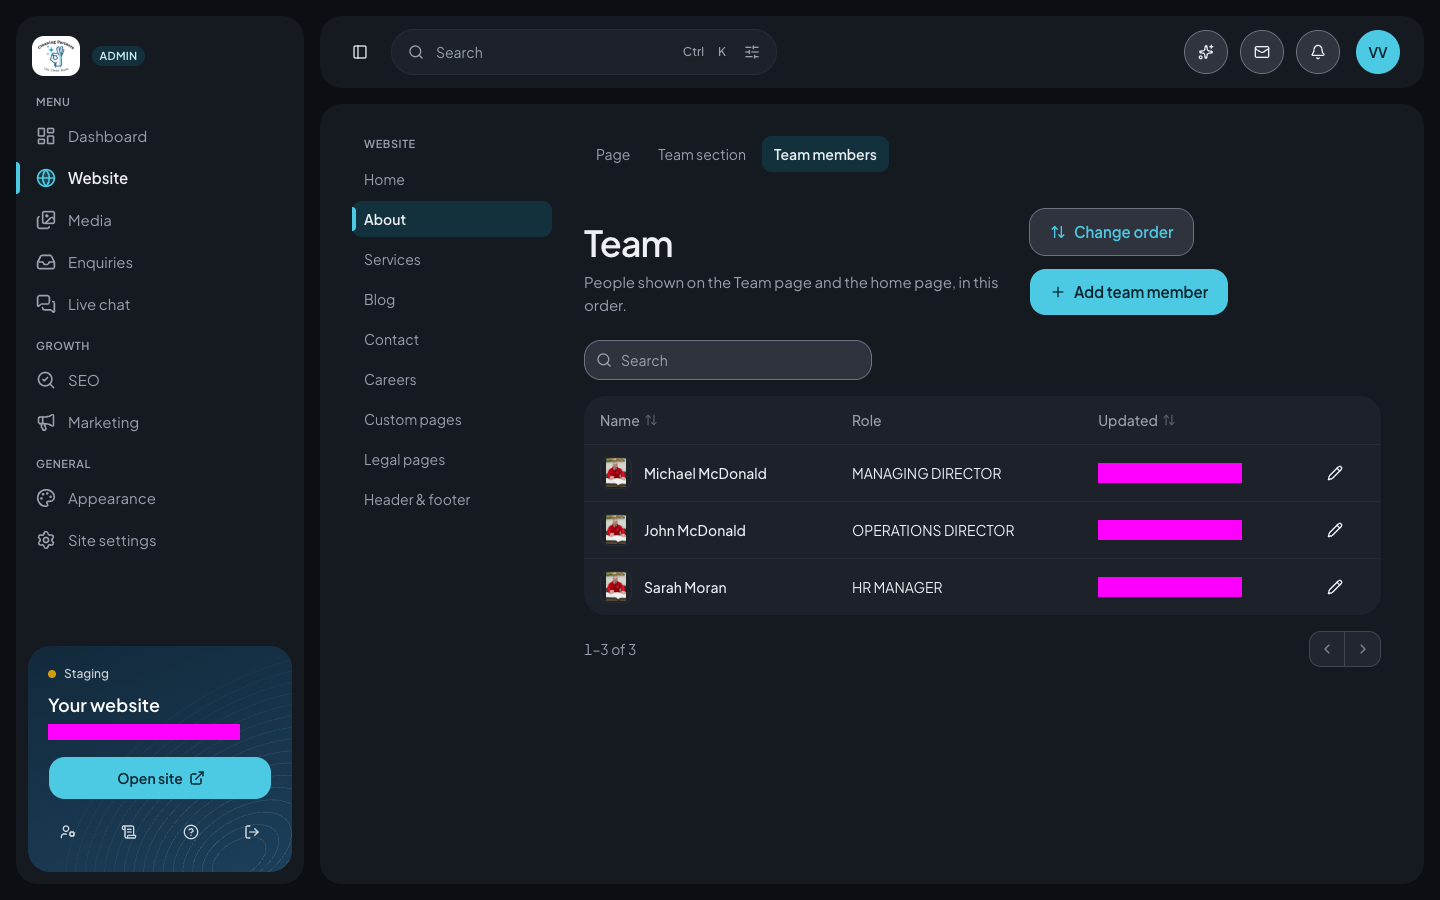 ADMIN
Search
Ctrl K
VV
MENU
Dashboard
Website
Media
Enquiries
Live chat
GROWTH
SEO
Marketing
GENERAL
Appearance
Site settings
Staging
Your website
Open site
WEBSITE
Home
About
Services
Blog
Contact
Careers
Custom pages
Legal pages
Header & footer
Page
Team section
Team members
Team
People shown on the Team page and the home page, in this
order.
Change order
Add team member
Search
Name
Role
Updated
Michael McDonald
MANAGING DIRECTOR
John McDonald
OPERATIONS DIRECTOR
Sarah Moran
HR MANAGER
1–3 of 3